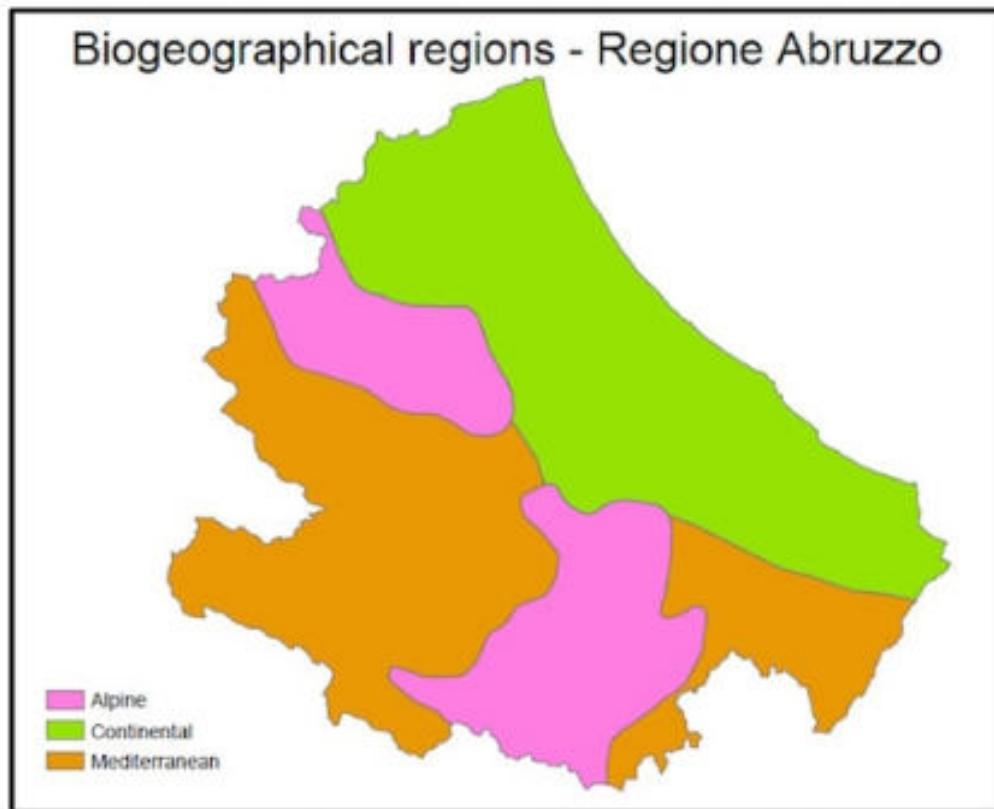 Biogeographical regions - Regione Abruzzo
Alpine
Continental
Mediterranean